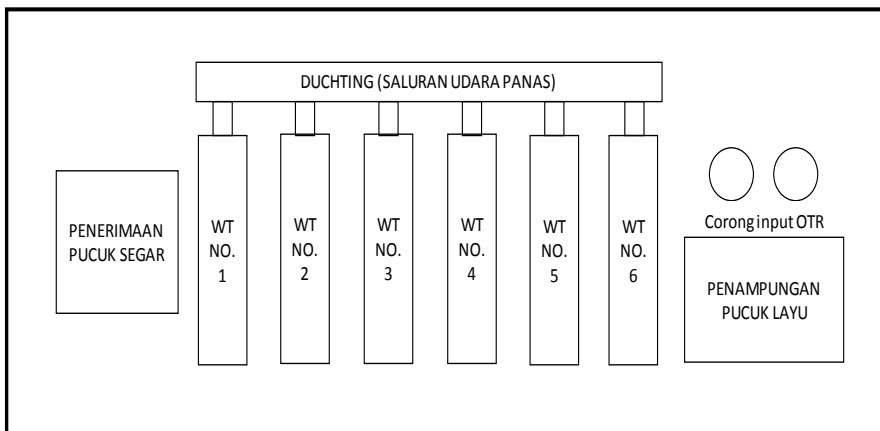 DUCHTING (SALURAN UDARA PANAS)
PENERIMAAN
PUCUK SEGAR
WT
NO.
1
WT
NO.
2
WT
NO.
3
WT
NO.
4
WT
NO.
5
WT
NO.
6
Corong input OTR
PENAMPUNGAN
PUCUK LAYU